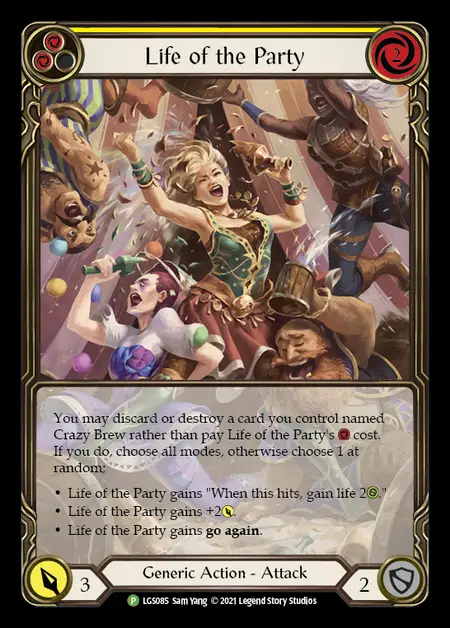 Life of the Party
2
You may discard or destroy a card you control named
Crazy Brew rather than pay Life of the Party's cost.
If you do, choose all modes, otherwise choose 1 at
random;
• Life of the Party gains "When this hits, gain life 2."
• Life of the Party gains +2.
• Life of the Party gains go again.
3
Generic Action - Attack
2
P LGS085 Sam Yang © 2021 Legend Story Studios